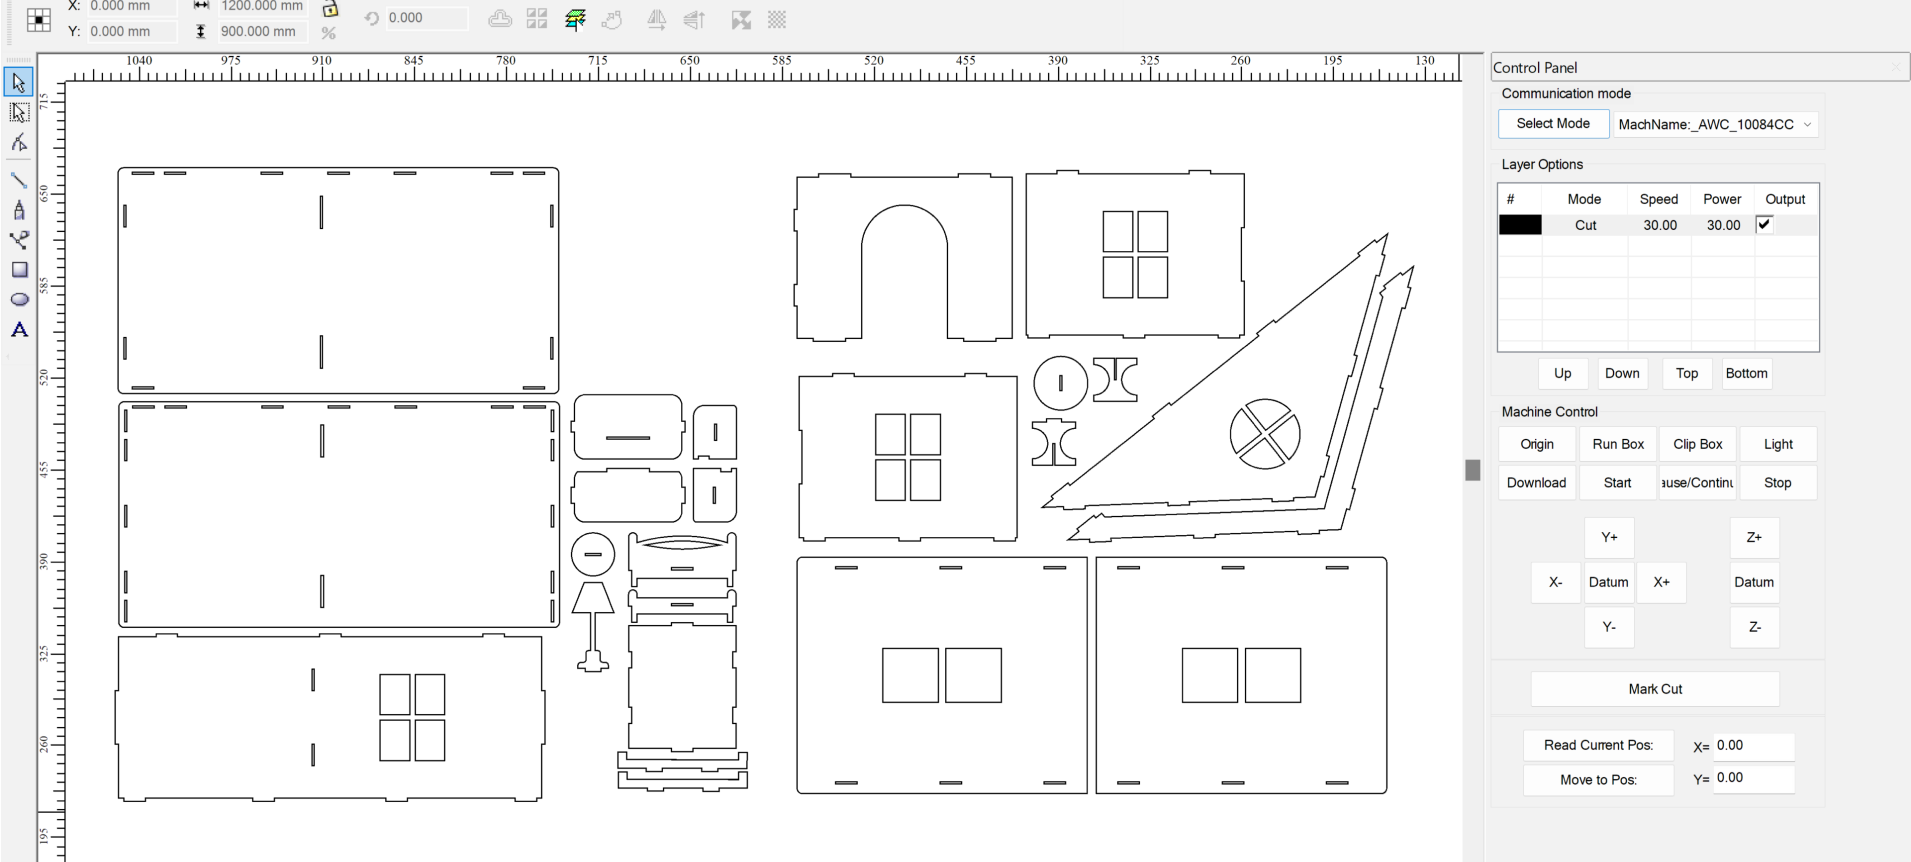 X: 0.000 mm 1200.000 mm
Y: 0.000 mm 900.000 mm %
0.000
1040 975 910 845 780 715 650 585 520 455 390 325 260 195 130
715
650
585
520
455
390
325
260
195
A
Control Panel
Communication mode
Select Mode MachName:_AWC_10084CC
Layer Options
# Mode Speed Power Output
Cut 30.00 30.00
Up Down Top Bottom
Machine Control
Origin Run Box Clip Box Light
Download Start ause/Continu Stop
Y+ Z+
X- Datum X+ Datum
Y- Z-
Mark Cut
Read Current Pos: X= 0.00
Move to Pos: Y= 0.00